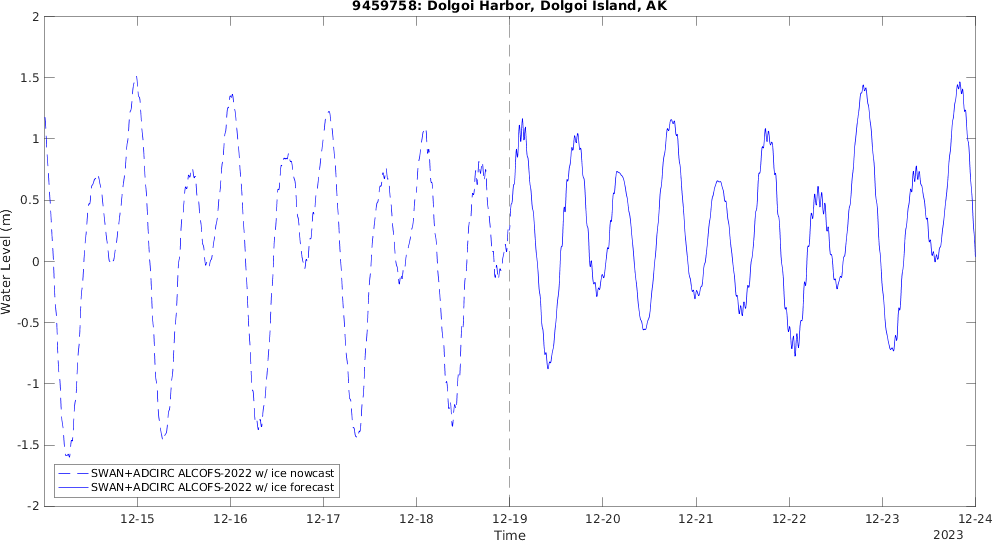 9459758: Dolgoi Harbor, Dolgoi Island, AK
2
1.5
1
0.5
0
-0.5
-1
-1.5
-2
Water Level (m)
SWAN+ADCIRC ALCOFS-2022 w/ ice nowcast
SWAN+ADCIRC ALCOFS-2022 w/ ice forecast
12-15 12-16 12-17 12-18 12-19 12-20 12-21 12-22 12-23 12-24
Time
2023